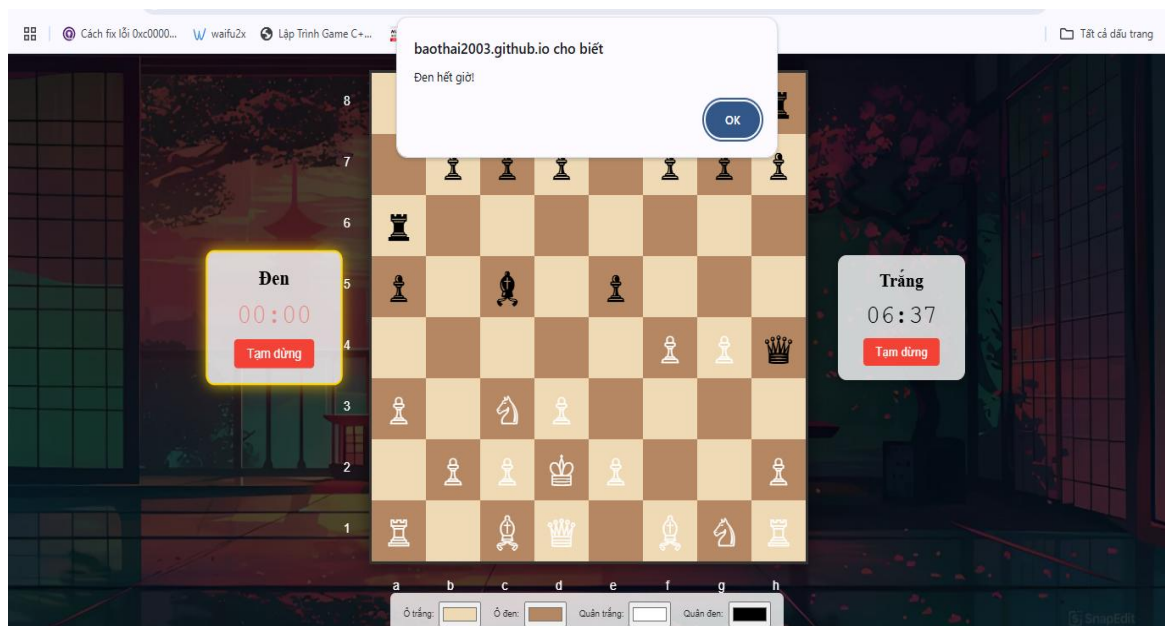 Cách fix lỗi 0xc0000...
waifu2x
Lập Trình Game C+...
Tất cả dấu trang
baothai2003.github.io cho biết
Đen hết giờ!
OK
8
7
6
5
4
3
2
1
Đen
00:00
Tạm dừng
Trắng
06:37
Tạm dừng
a b c d e f g h
Ô trắng: Ô đen: Quân trắng: Quân đen:
SnapEdit